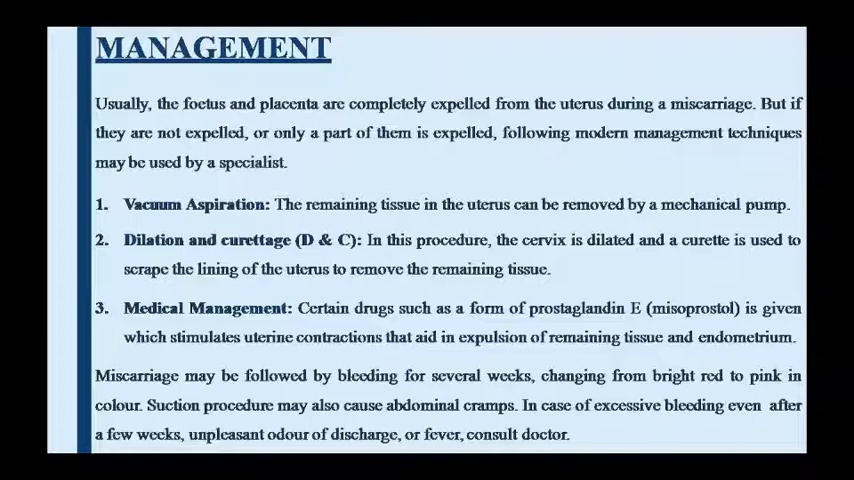 MANAGEMENT
Usually, the foetus and placenta are completely expelled from the uterus during a miscarriage. But if
they are not expelled, or only a part of them is expelled, following modern management techniques
may be used by a specialist.
1. Vacuum Aspiration: The remaining tissue in the uterus can be removed by a mechanical pump.
2. Dilation and curettage (D & C): In this procedure, the cervix is dilated and a curette is used to
scrape the lining of the uterus to remove the remaining tissue.
3. Medical Management: Certain drugs such as a form of prostaglandin E (misoprostol) is given
which stimulates uterine contractions that aid in expulsion of remaining tissue and endometrium.
Miscarriage may be followed by bleeding for several weeks, changing from bright red to pink in
colour. Suction procedure may also cause abdominal cramps. In case of excessive bleeding even after
a few weeks, unpleasant odour of discharge, or fever, consult doctor.